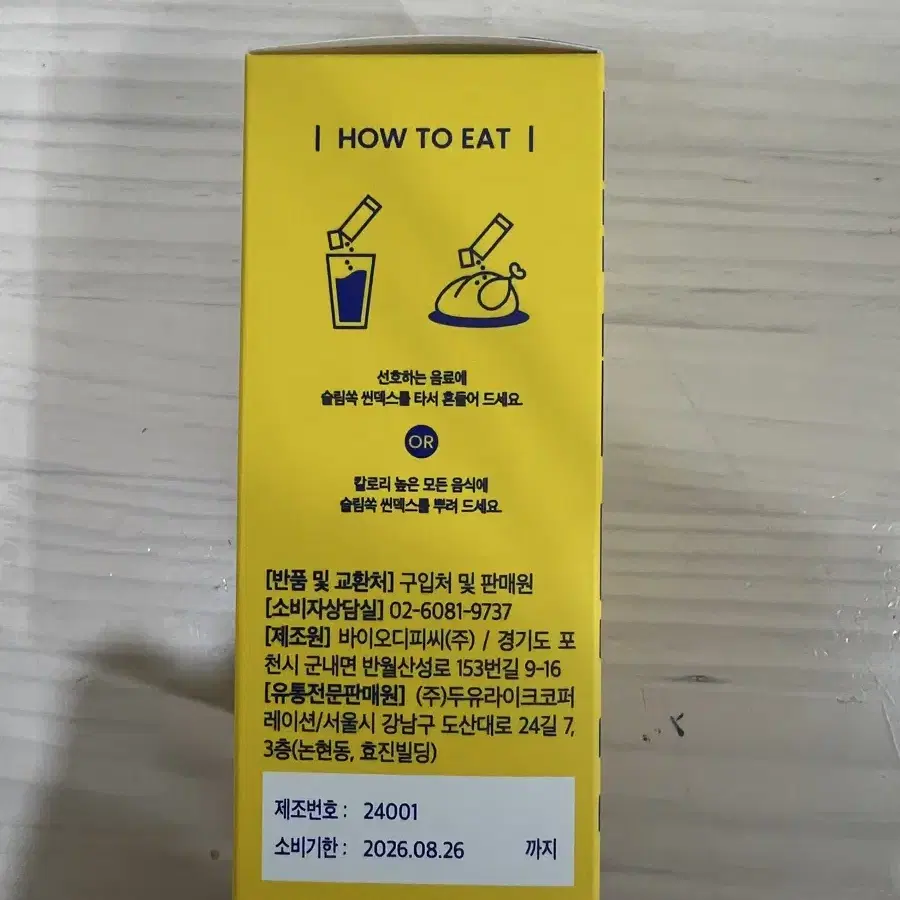 | HOW TO EAT |
선호하는 음료에
슬림쏙 씬덱스를 타서 흔들어 드세요.
OR
칼로리 높은 모든 음식에
슬림쏙 씬덱스를 뿌려 드세요.
[반품 및 교환처] 구입처 및 판매원
[소비자상담실] 02-6081-9737
[제조원] 바이오디피씨(주) / 경기도 포
천시 군내면 반월산성로 153번길 9-16
[유통전문판매원] (주)두유라이크코퍼
레이션/서울시 강남구 도산대로 24길 7,
3층(논현동, 효진빌딩)
제조번호 : 24001
소비기한 : 2026.08.26 까지